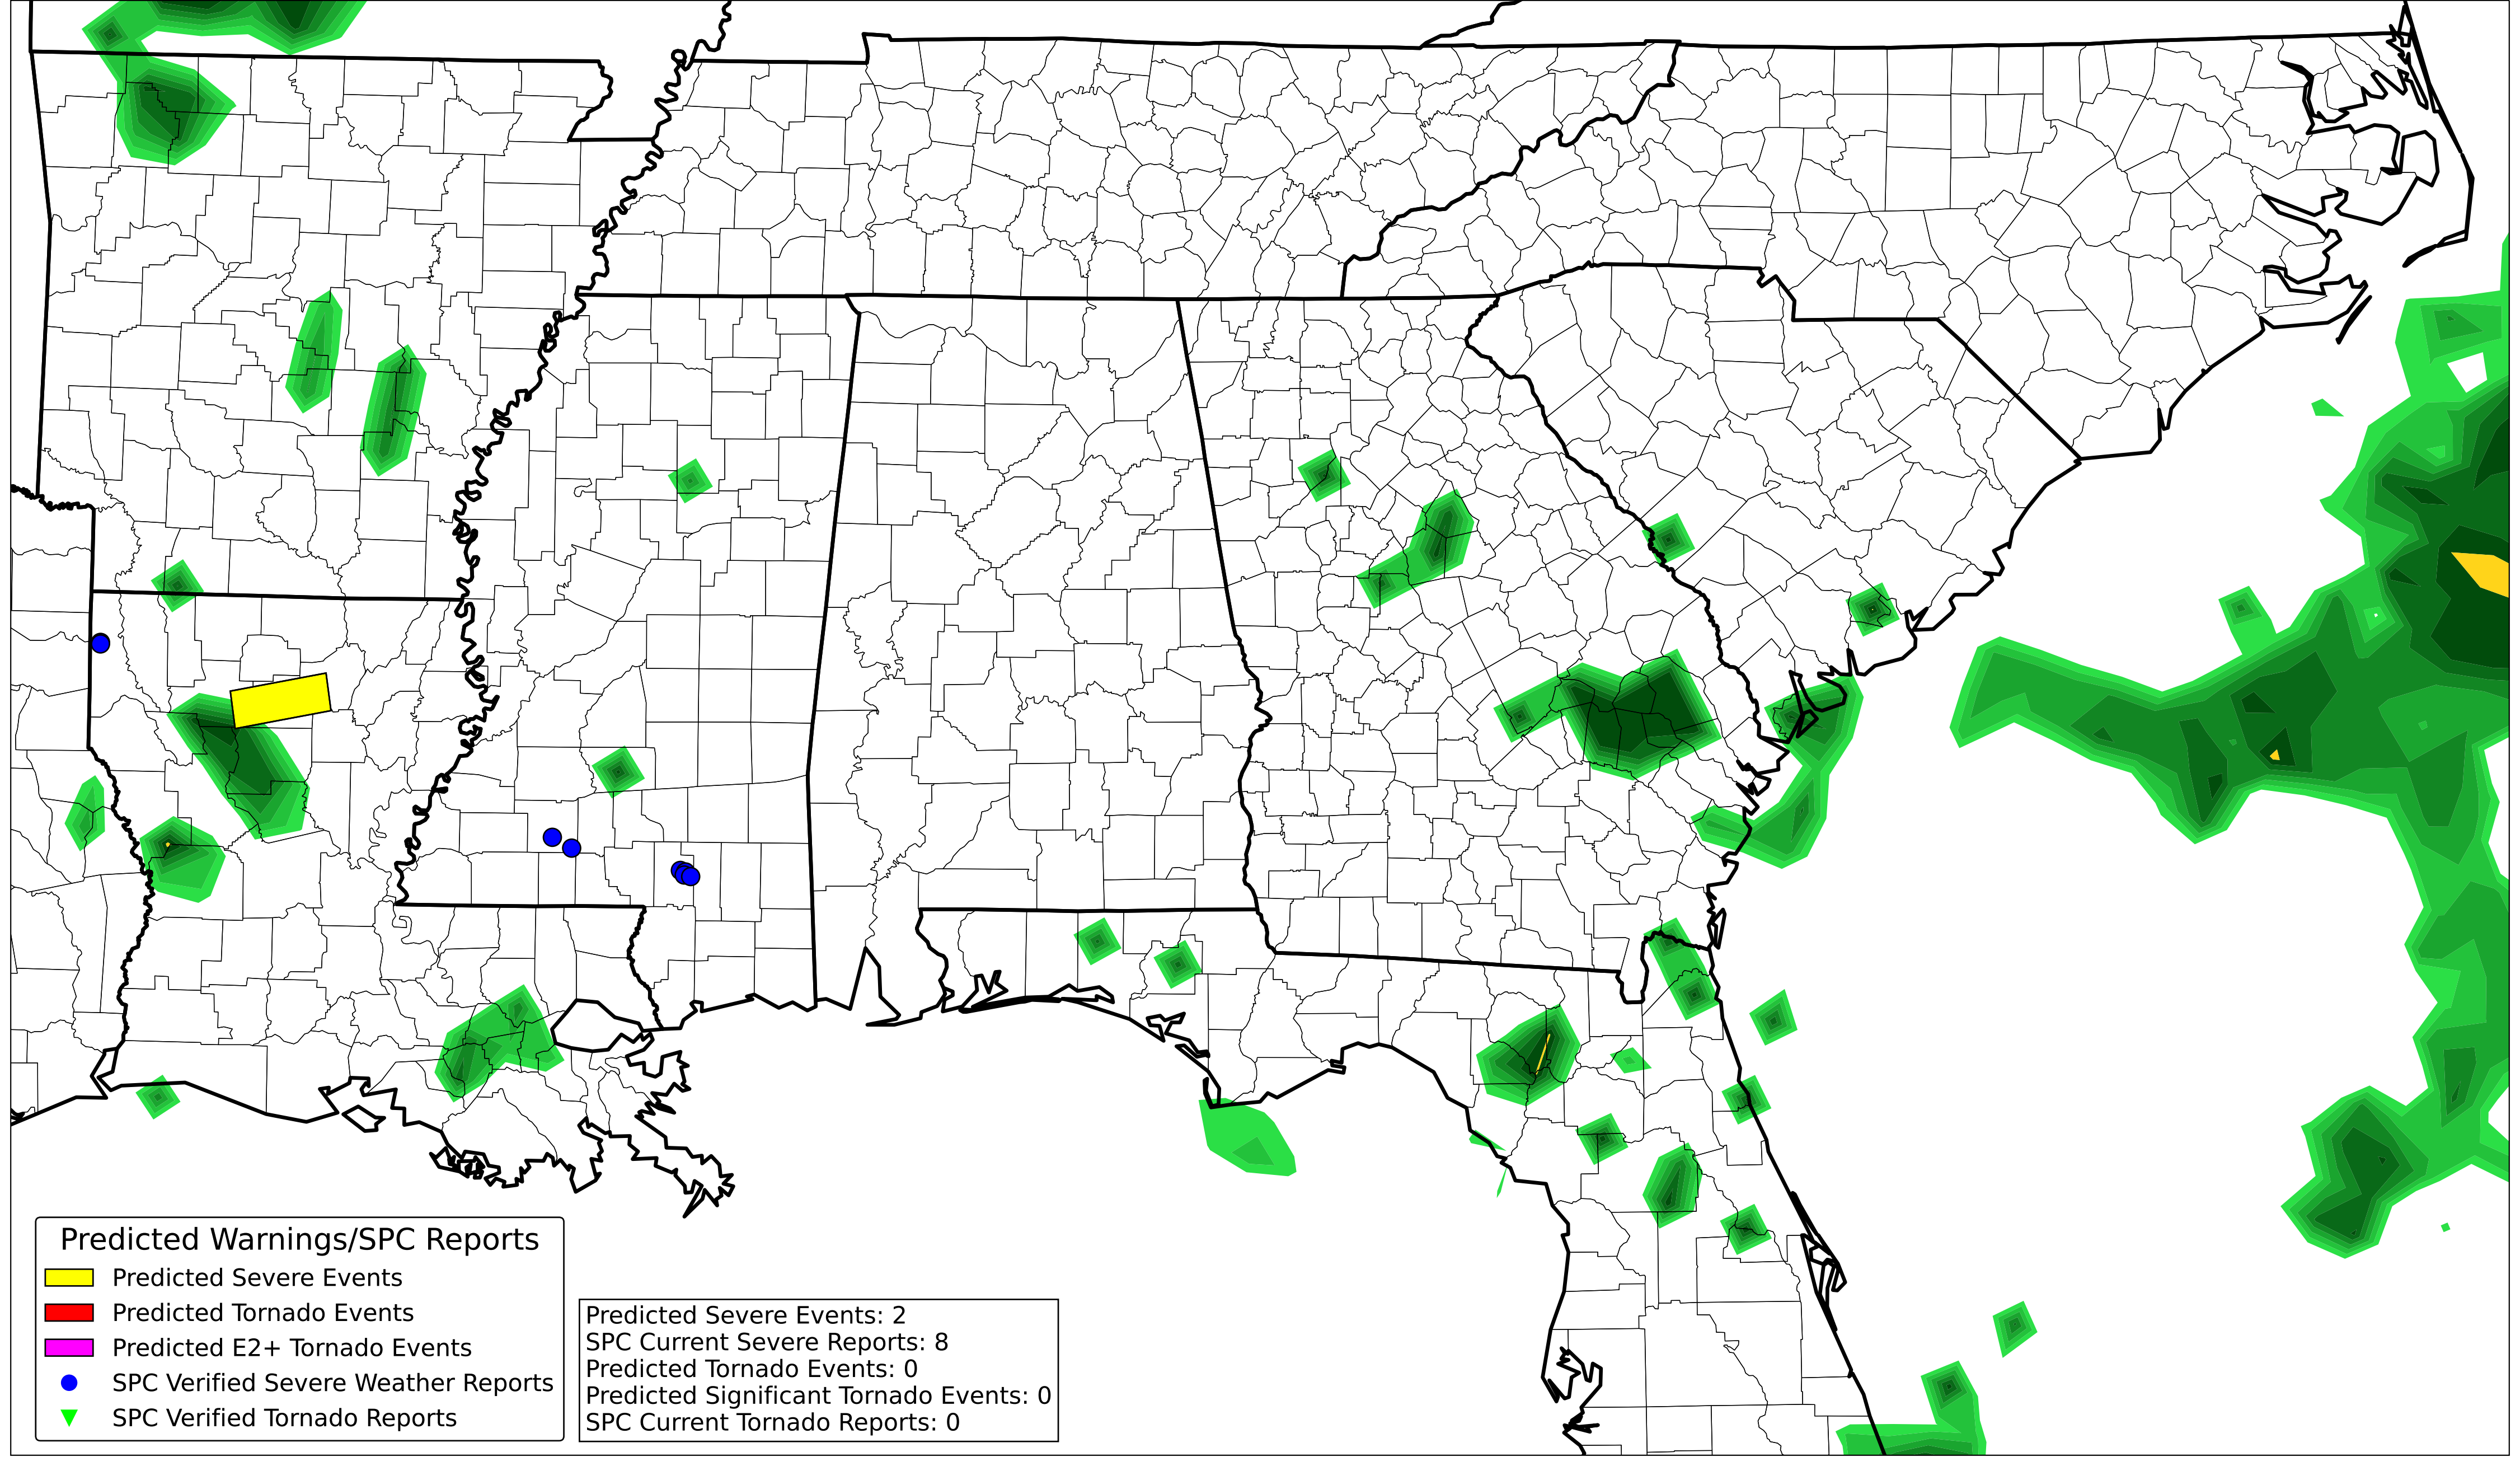 Predicted Warnings/SPC Reports
Predicted Severe Events
Predicted Tornado Events
Predicted E2+ Tornado Events
SPC Verified Severe Weather Reports
SPC Verified Tornado Reports
Predicted Severe Events: 2
SPC Current Severe Reports: 8
Predicted Tornado Events: 0
Predicted Significant Tornado Events: 0
SPC Current Tornado Reports: 0